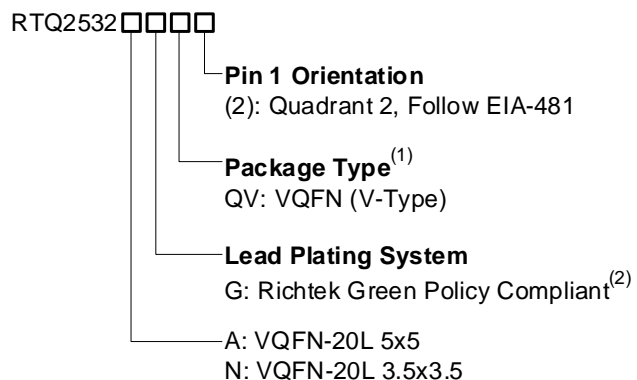 RTQ2532□□□□
Pin 1 Orientation
(2): Quadrant 2, Follow EIA-481
Package Type(1)
QV: VQFN (V-Type)
Lead Plating System
G: Richtek Green Policy Compliant(2)
A: VQFN-20L 5x5
N: VQFN-20L 3.5x3.5